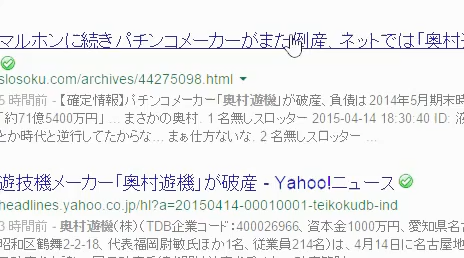 マルホンに続きパチンコメーカーがまた倒産、ネットでは「奥村
slosoku.com/archives/44275098.html
5 時間前 - 【確定情報】パチンコメーカー「奥村遊機」が破産、負債は 2014年5月期末時
「約71億5400万円」 ... まさかの奥村. 1 名無しスロッター 2015-04-14 18:30:40 ID: 液
とか時代と逆行してたからな... まぁ仕方ないな. 2 名無しスロッター ...
遊技機メーカー「奥村遊機」が破産 - Yahoo!ニュース
headlines.yahoo.co.jp/hl?a=20150414-00010001-teikokudb-ind
3 時間前 - 奥村遊機(株)（TDB企業コード：400026966、資本金1000万円、愛知県名古
昭和区鶴舞2-2-18、代表福岡尉敏氏ほか1名、従業員214名）は、4月14日に名古屋地